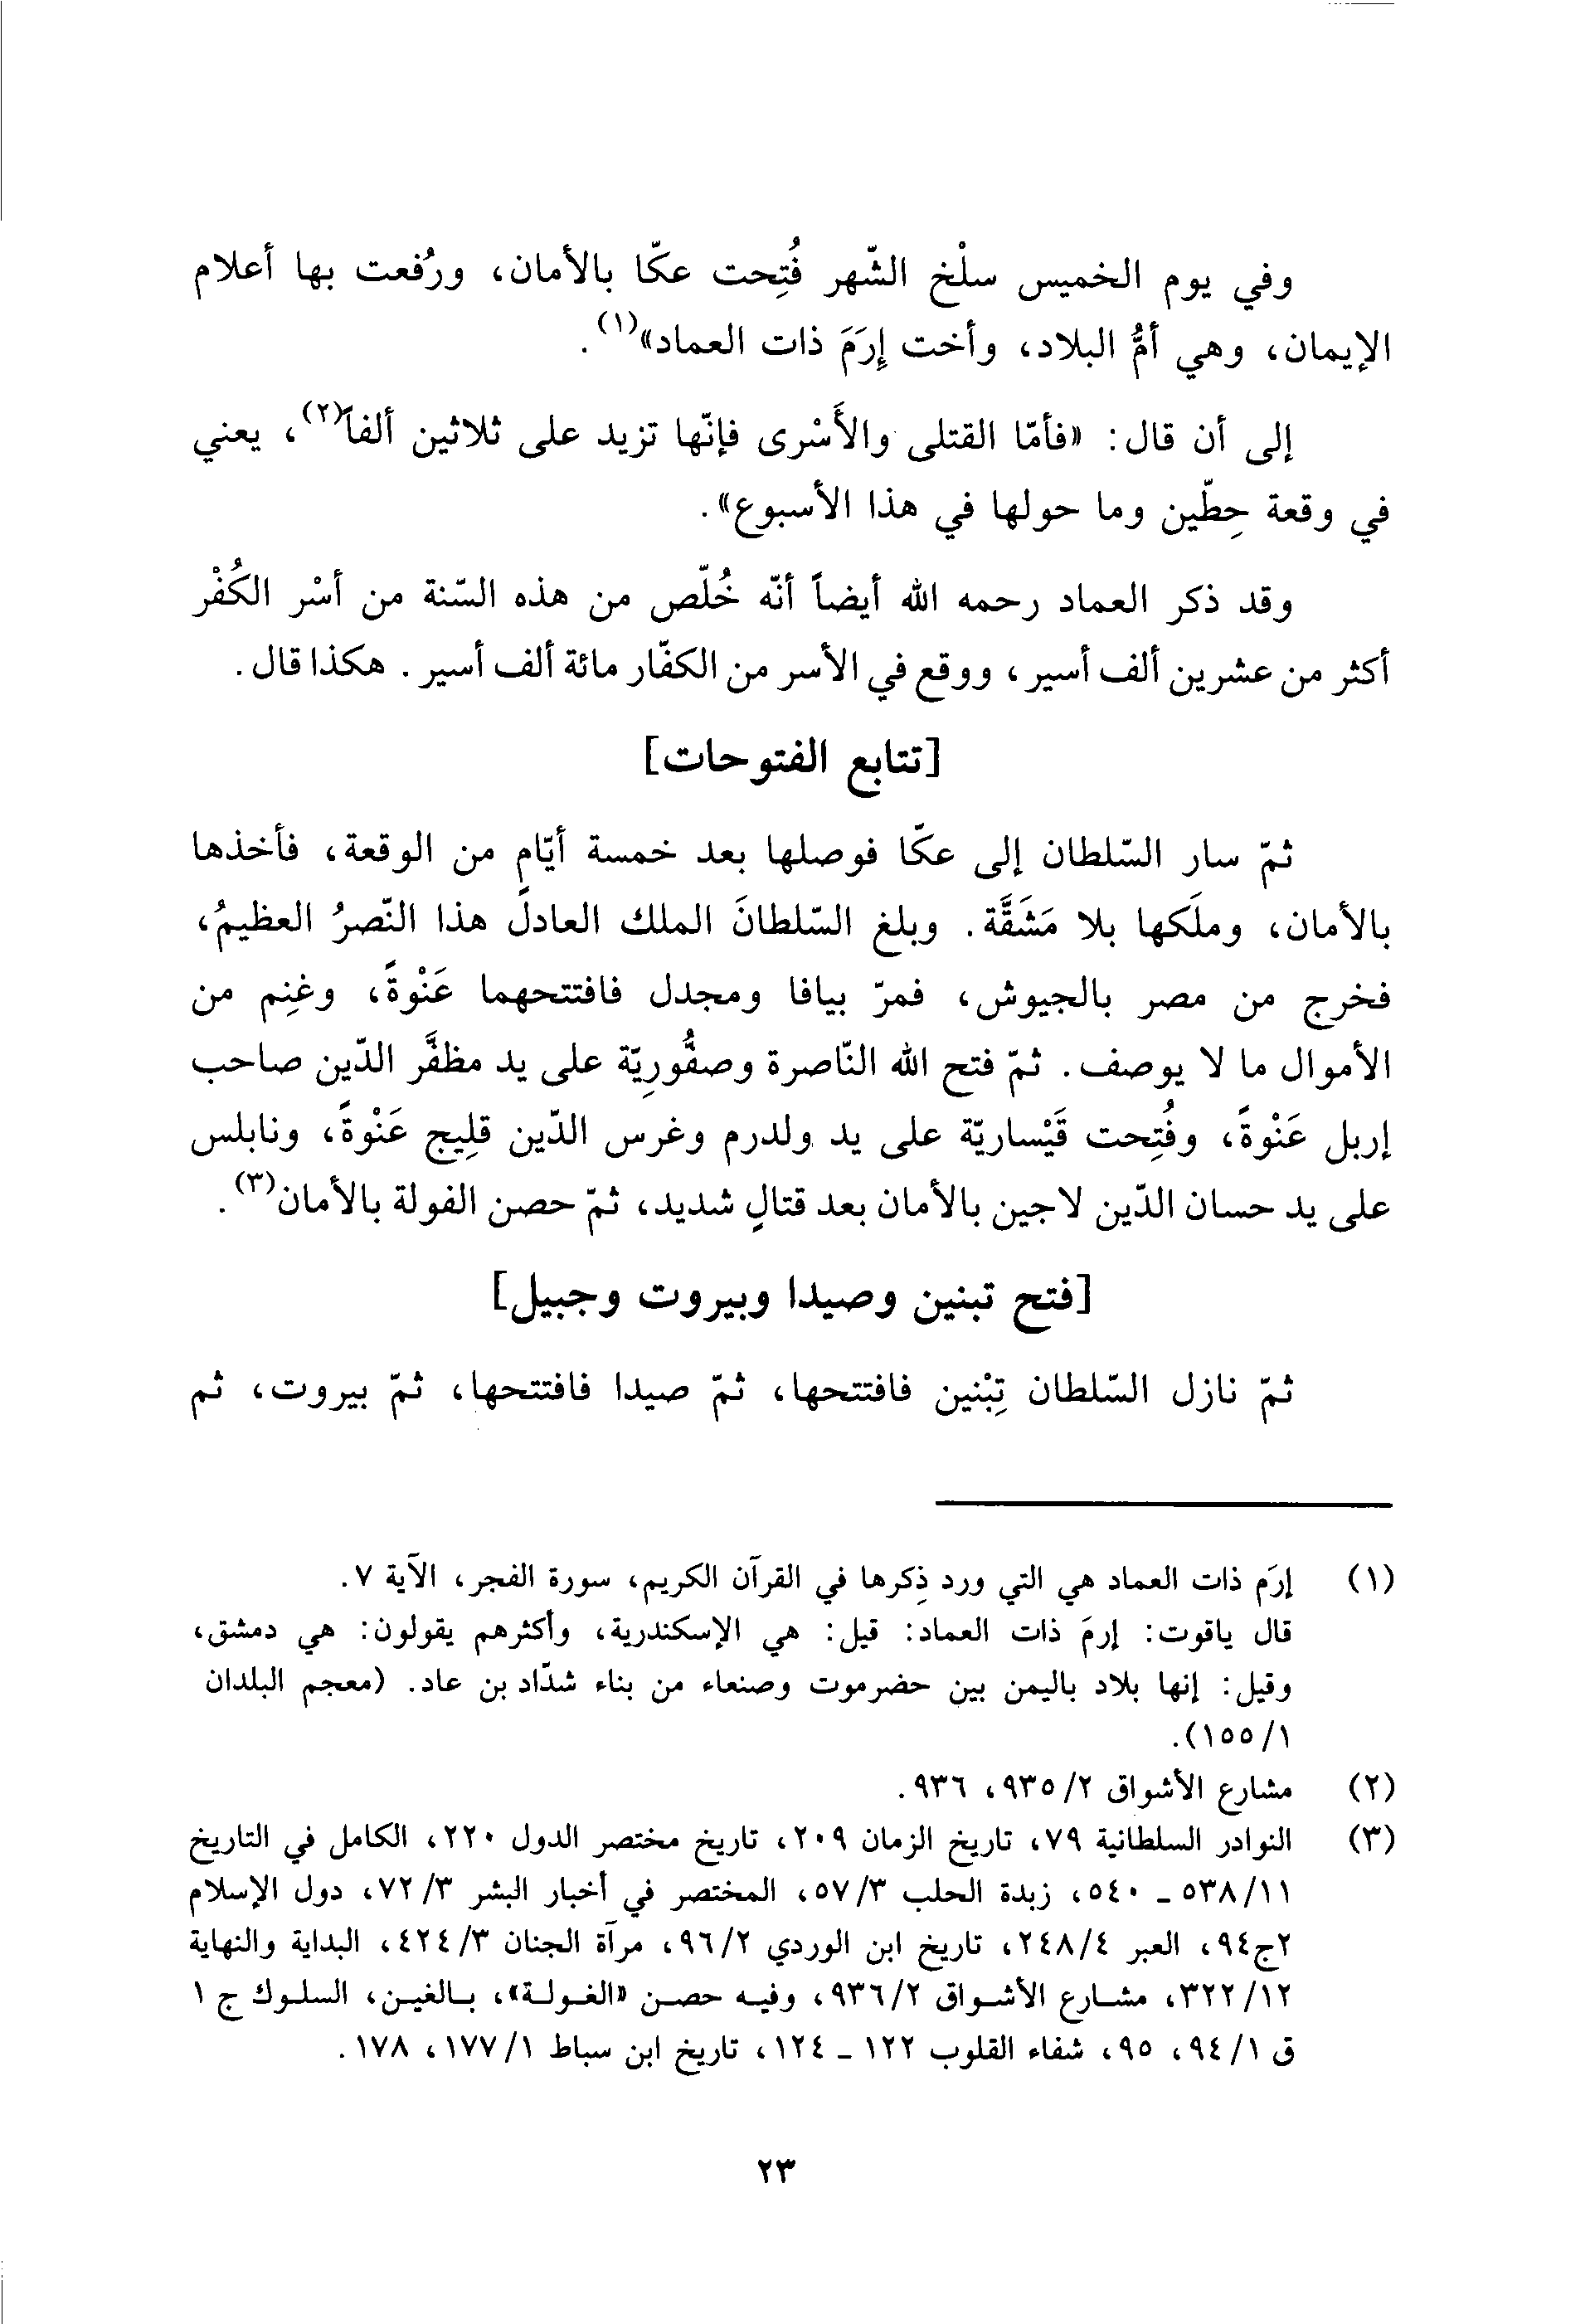 وفي يوم الخميس سلْخ الشّهر فُتِحت عكّا بالأمان، ورُفعت بها أعلام
الإيمان، وهي أمُّ البلاد، وأخت إِرَمَ ذات العماد»(١).
إلى أن قال: «فأمّا القتلى والأَسْرى فإنّها تزيد على ثلاثين ألفاً(٢)، يعني
في وقعة حِطّين وما حولها في هذا الأسبوع».
وقد ذكر العماد رحمه الله أيضاً أنّه خُلّص من هذه السّنة من أسْر الكُفْر
أكثر من عشرين ألف أسير، ووقع في الأسر من الكفّار مائة ألف أسير. هكذا قال.
[تتابع الفتوحات]
ثمّ سار السّلطان إلى عكّا فوصلها بعد خمسة أيّام من الوقعة، فأخذها
بالأمان، وملَكها بلا مَشَقَّة. وبلغ السّلطانَ الملك العادلَ هذا النّصرُ العظيمُ،
فخرج من مصر بالجيوش، فمرّ بيافا ومجدل فافتتحهما عَنْوةً، وغنِم من
الأموال ما لا يوصف. ثمّ فتح الله النّاصرة وصفُّورِيّة على يد مظفَّر الدّين صاحب
إربل عَنْوةً، وفُتِحت قَيْساريّة على يد ولدرم وغرس الدّين قلِيج عَنْوةً، ونابلس
على يد حسان الدّين لاجين بالأمان بعد قتالٍ شديد، ثمّ حصن الفولة بالأمان(٣).
[فتح تبنين وصيدا وبيروت وجبيل]
ثمّ نازل السّلطان تِبْنين فافتتحها، ثمّ صيدا فافتتحها، ثمّ بيروت، ثم
(١) إرَم ذات العماد هي التي ورد ذِكرها في القرآن الكريم، سورة الفجر، الآية ٧.
قال ياقوت: إرمَ ذات العماد: قيل: هي الإسكندرية، وأكثرهم يقولون: هي دمشق،
وقيل: إنها بلاد باليمن بين حضرموت وصنعاء من بناء شدّاد بن عاد. (معجم البلدان
١/١٥٥).
(٢) مشارع الأشواق ٢/٩٣٥، ٩٣٦.
(٣) النوادر السلطانية ٧٩، تاريخ الزمان ٢٠٩، تاريخ مختصر الدول ٢٢٠، الكامل في التاريخ
١١/٥٣٨ ـ ٥٤٠، زبدة الحلب ٣/٥٧، المختصر في أخبار البشر ٣/٧٢، دول الإسلام
٢ج٩٤، العبر ٤/٢٤٨، تاريخ ابن الوردي ٢/٩٦، مرآة الجنان ٣/٤٢٤، البداية والنهاية
١٢/٣٢٢، مشارع الأشواق ٢/٩٣٦، وفيه حصن «الغولة»، بالغين، السلوك ج ١
ق ١/٩٤، ٩٥، شفاء القلوب ١٢٢ ـ ١٢٤، تاريخ ابن سباط ١/١٧٧، ١٧٨.
٢٣